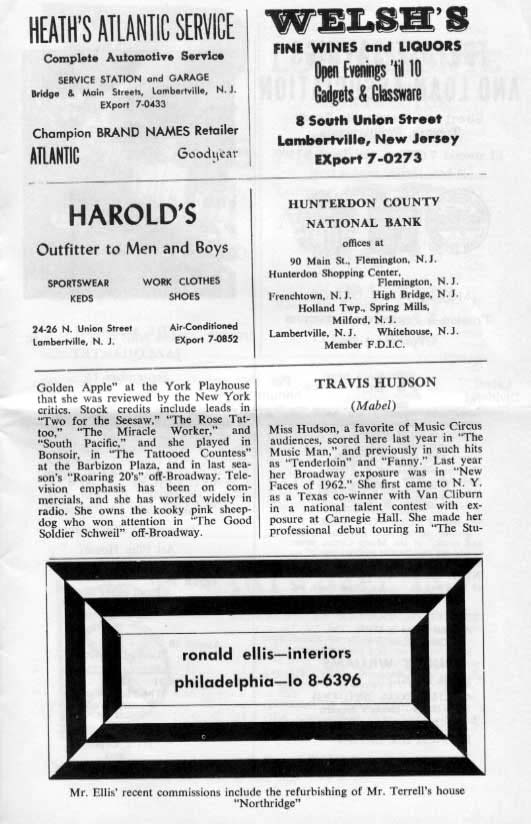 HEATH'S ATLANTIC SERVICE
Complete Automotive Service
SERVICE STATION and GARAGE
Bridge & Main Streets, Lambertville, N. J.
EXport 7-0433
Champion BRAND NAMES Retailer
ATLANTIC Goodyear
WELSH'S
FINE WINES and LIQUORS
Open Evenings 'til 10
Gadgets & Glassware
8 South Union Street
Lambertville, New Jersey
EXport 7-0273
HAROLD'S
Outfitter to Men and Boys
SPORTSWEAR WORK CLOTHES
KEDS SHOES
24-26 N. Union Street Air-Conditioned
Lambertville, N. J. EXport 7-0852
HUNTERDON COUNTY
NATIONAL BANK
offices at
90 Main St., Flemington, N. J.
Hunterdon Shopping Center,
Flemington, N. J.
Frenchtown, N. J. High Bridge, N. J.
Holland Twp., Spring Mills,
Milford, N. J.
Lambertville, N. J. Whitehouse, N. J.
Member F.D.I.C.
Golden Apple" at the York Playhouse
that she was reviewed by the New York
critics. Stock credits include leads in
"Two for the Seesaw," "The Rose Tat-
too," "The Miracle Worker," and
"South Pacific," and she played in
Bonsoir, in "The Tattooed Countess"
at the Barbizon Plaza, and in last sea-
son's "Roaring 20's" off-Broadway. Tele-
vision emphasis has been on com-
mercials, and she has worked widely in
radio. She owns the kooky pink sheep-
dog who won attention in "The Good
Soldier Schweil" off-Broadway.
TRAVIS HUDSON
(Mabel)
Miss Hudson, a favorite of Music Circus
audiences, scored here last year in "The
Music Man," and previously in such hits
as "Tenderloin" and "Fanny." Last year
her Broadway exposure was in "New
Faces of 1962." She first came to N. Y.
as a Texas co-winner with Van Cliburn
in a national talent contest with ex-
posure at Carnegie Hall. She made her
professional debut touring in "The Stu-
ronald ellis—interiors
philadelphia—lo 8-6396
Mr. Ellis' recent commissions include the refurbishing of Mr. Terrell's house
"Northridge"